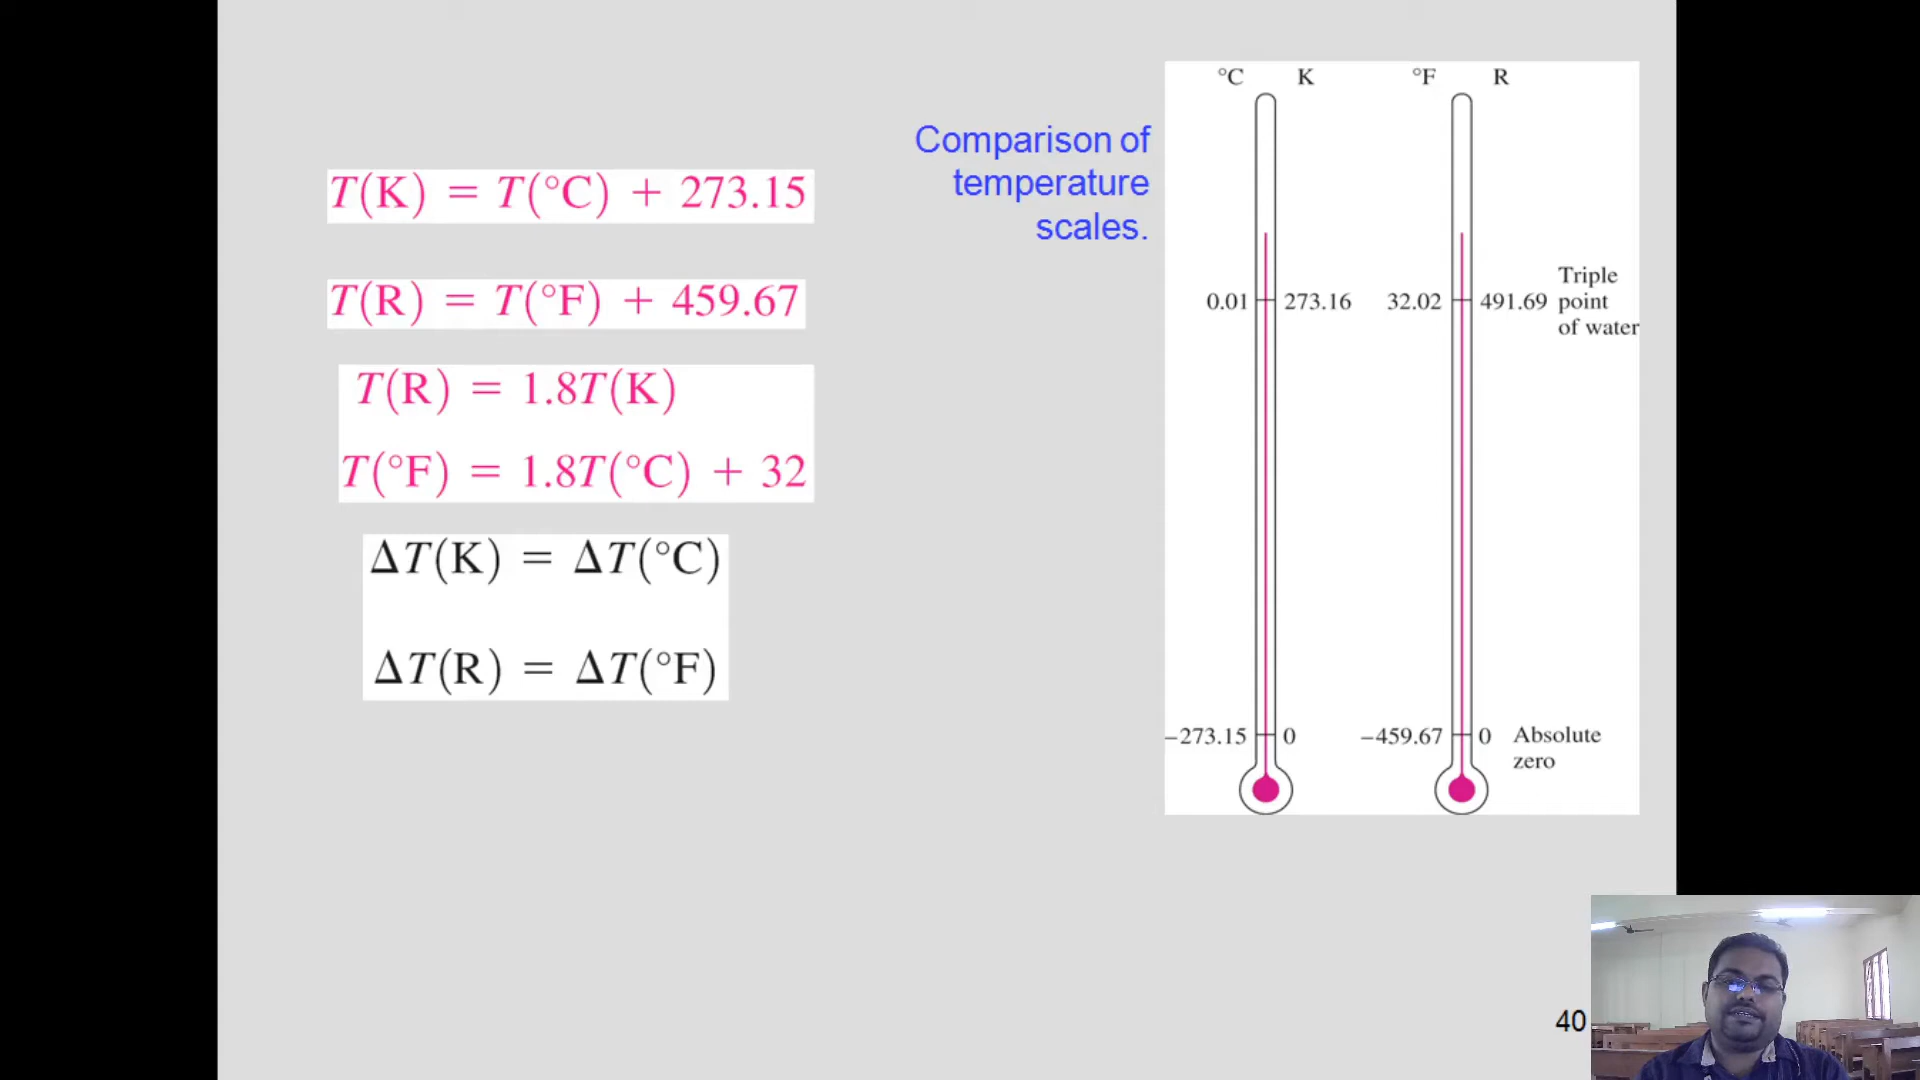 T(K) = T(°C) + 273.15
T(R) = T(°F) + 459.67
T(R) = 1.8T(K)
T(°F) = 1.8T(°C) + 32
ΔT(K) = ΔT(°C)
ΔT(R) = ΔT(°F)
Comparison of
temperature
scales.
°C K °F R
0.01 273.16 32.02 491.69
Triple
point
of water
−273.15 0 −459.67 0
Absolute
zero
40